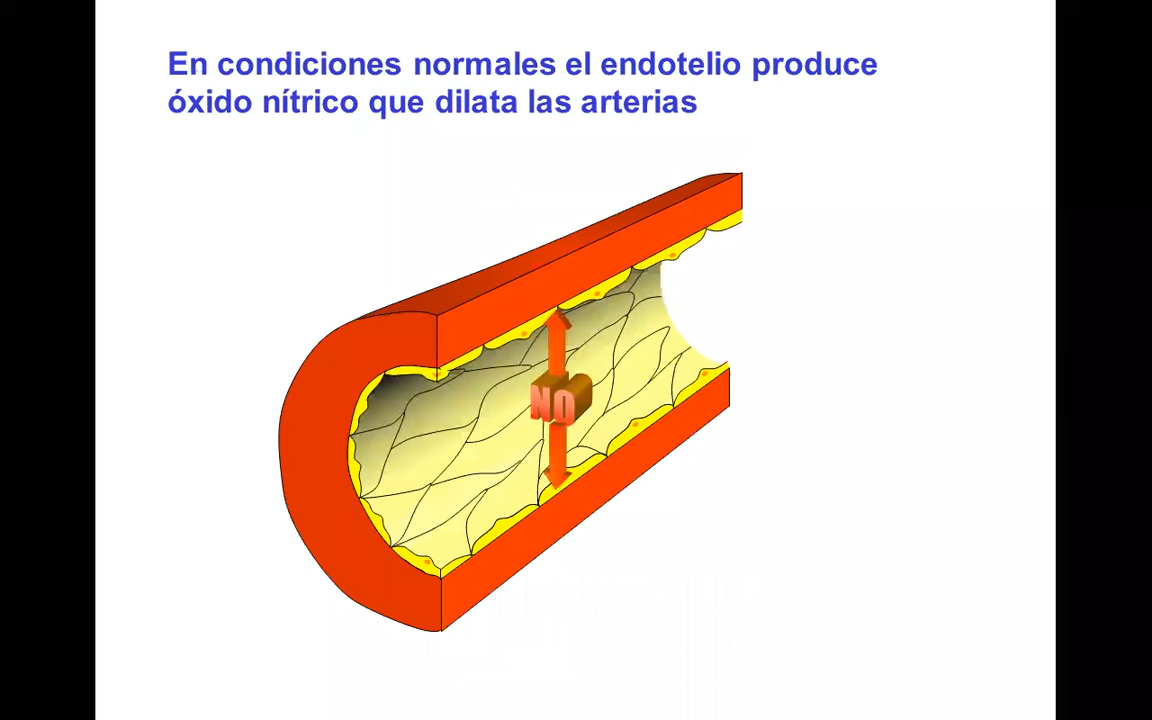 En condiciones normales el endotelio produce
óxido nítrico que dilata las arterias
NO